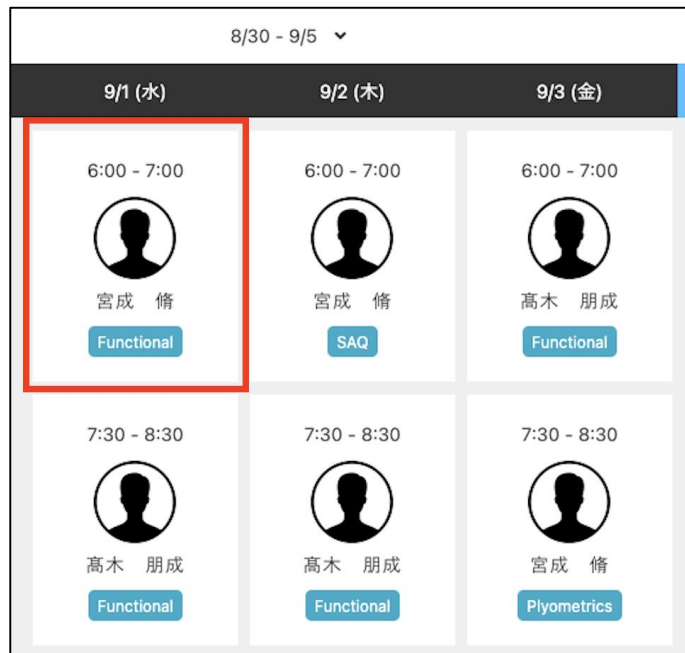 8/30 - 9/5
9/1 (水) 9/2 (木) 9/3 (金)
6:00 - 7:00 6:00 - 7:00 6:00 - 7:00
宮成　脩 宮成　脩 髙木　朋成
Functional SAQ Functional
7:30 - 8:30 7:30 - 8:30 7:30 - 8:30
髙木　朋成 髙木　朋成 宮成　脩
Functional Functional Plyometrics